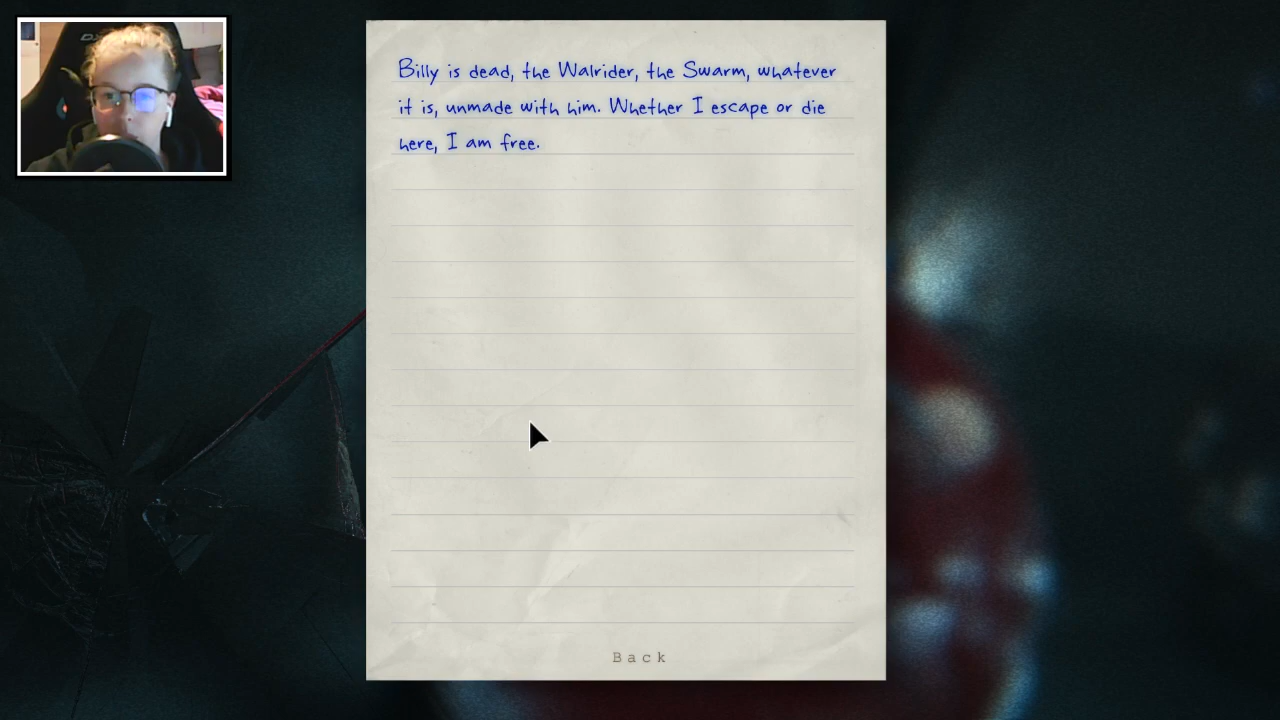 Billy is dead, the Walrider, the Swarm, whatever
it is, unmade with him. Whether I escape or die
here, I am free.
Back